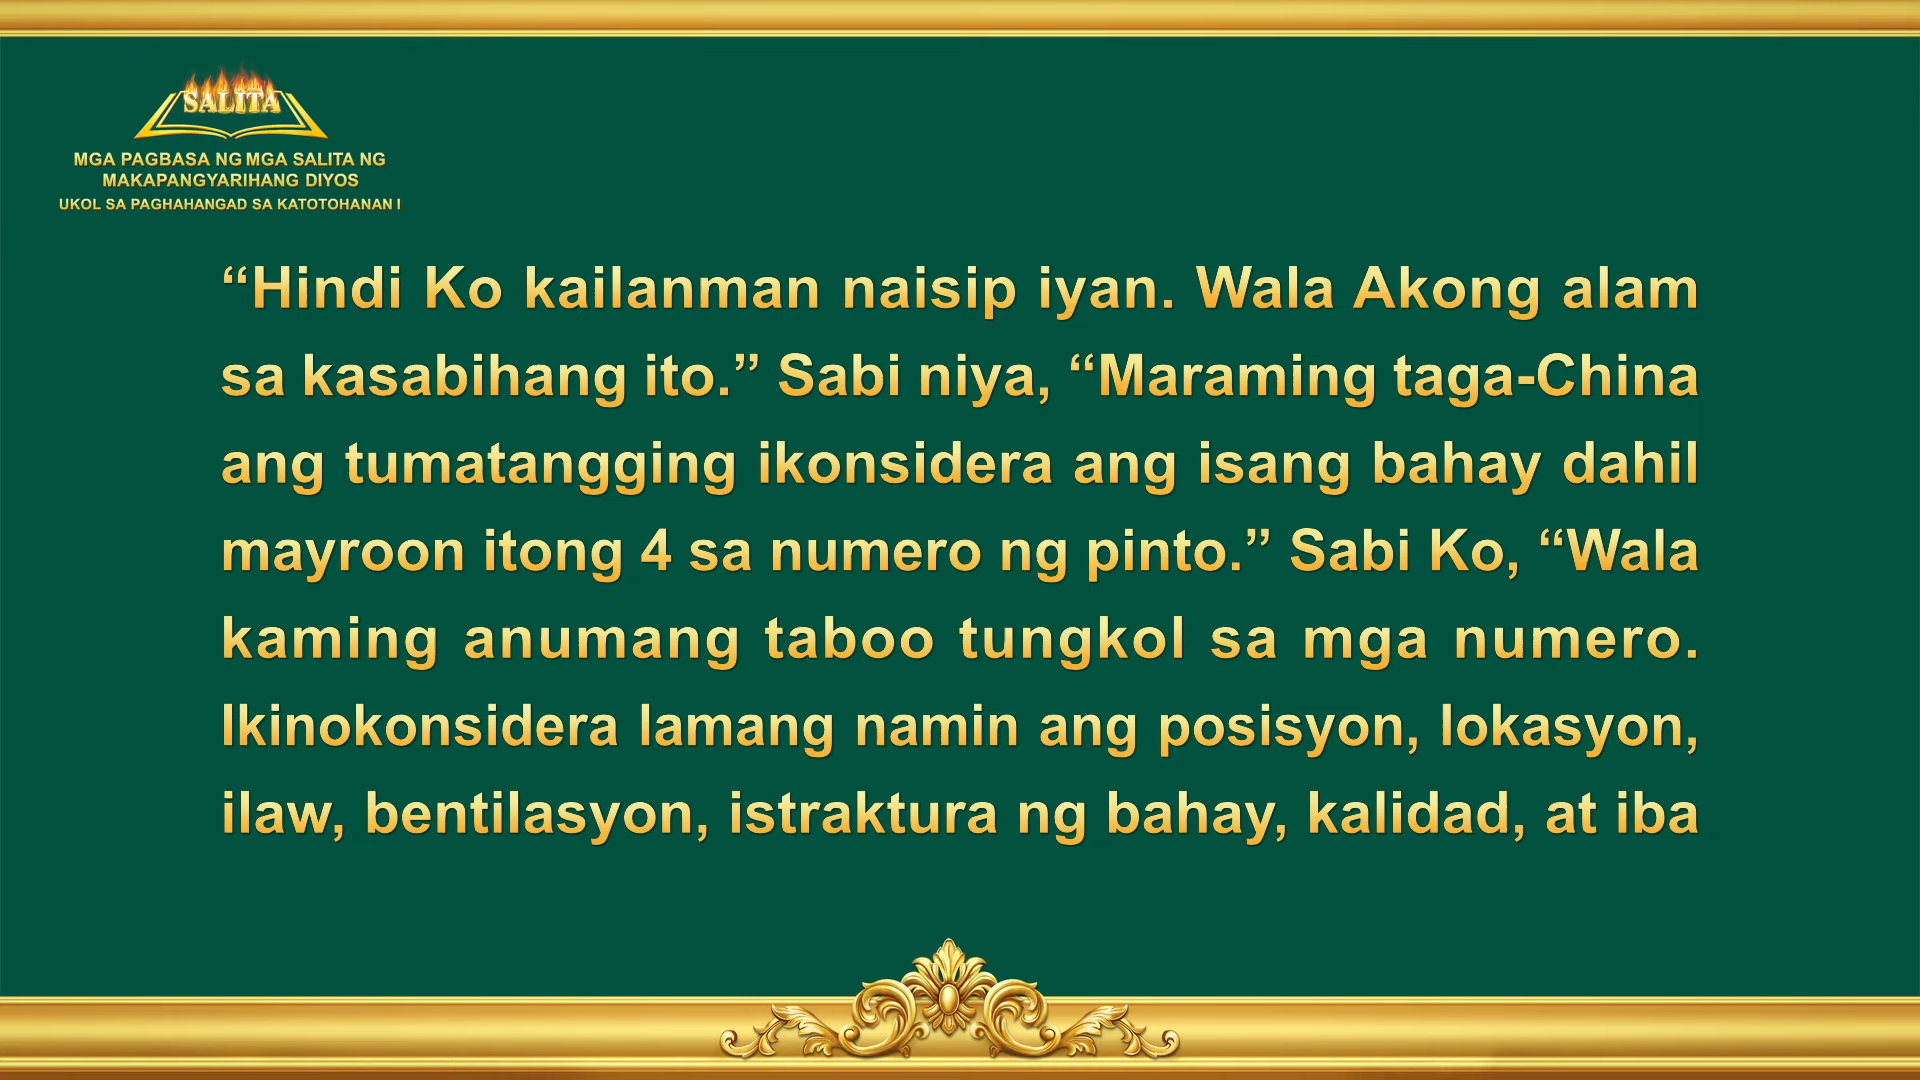 SALITA
MGA PAGBASA NG MGA SALITA NG
MAKAPANGYARIHANG DIYOS
UKOL SA PAGHAHANGAD SA KATOTOHANAN I
“Hindi Ko kailanman naisip iyan. Wala Akong alam
sa kasabihang ito.” Sabi niya, “Maraming taga-China
ang tumatangging ikonsidera ang isang bahay dahil
mayroon itong 4 sa numero ng pinto.” Sabi Ko, “Wala
kaming anumang taboo tungkol sa mga numero.
Ikinokonsidera lamang namin ang posisyon, lokasyon,
ilaw, bentilasyon, istraktura ng bahay, kalidad, at iba